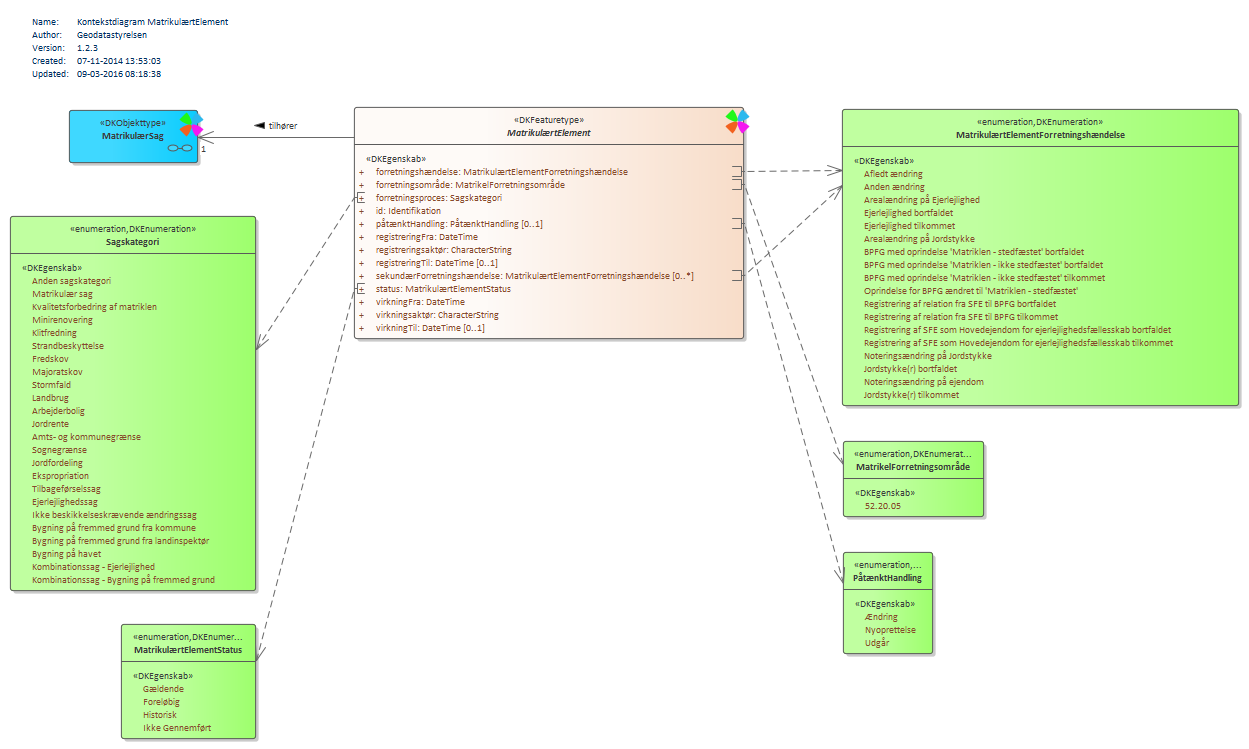 Name: Kontekstdiagram MatrikulærtElement
Author: Geodatastyrelsen
Version: 1.2.3
Created: 07-11-2014 13:53:03
Updated: 09-03-2016 08:18:38
«DKObjekttype»
MatrikulærSag
1
tilhører
«DKFeaturetype»
MatrikulærtElement
«DKEgenskab»
+ forretningshændelse: MatrikulærtElementForretningshændelse
+ forretningsområde: MatrikelForretningsområde
+ forretningsproces: Sagskategori
+ id: Identifikation
+ påtænktHandling: PåtænktHandling [0..1]
+ registreringFra: DateTime
+ registreringsaktør: CharacterString
+ registreringTil: DateTime [0..1]
+ sekundærForretningshændelse: MatrikulærtElementForretningshændelse [0..*]
+ status: MatrikulærtElementStatus
+ virkningFra: DateTime
+ virkningsaktør: CharacterString
+ virkningTil: DateTime [0..1]
«enumeration,DKEnumeration»
MatrikulærtElementForretningshændelse
«DKEgenskab»
Afledt ændring
Anden ændring
Arealændring på Ejerlejlighed
Ejerlejlighed bortfaldet
Ejerlejlighed tilkommet
Arealændring på Jordstykke
BPFG med oprindelse 'Matriklen - stedfæstet' bortfaldet
BPFG med oprindelse 'Matriklen - ikke stedfæstet' bortfaldet
BPFG med oprindelse 'Matriklen - ikke stedfæstet' tilkommet
Oprindelse for BPFG ændret til 'Matriklen - stedfæstet'
Registrering af relation fra SFE til BPFG bortfaldet
Registrering af relation fra SFE til BPFG tilkommet
Registrering af SFE som Hovedejendom for ejerlejlighedsfællesskab bortfaldet
Registrering af SFE som Hovedejendom for ejerlejlighedsfællesskab tilkommet
Noteringsændring på Jordstykke
Jordstykke(r) bortfaldet
Noteringsændring på ejendom
Jordstykke(r) tilkommet
«enumeration,DKEnumeration»
Sagskategori
«DKEgenskab»
Anden sagskategori
Matrikulær sag
Kvalitetsforbedring af matriklen
Minirenovering
Klitfredning
Strandbeskyttelse
Fredskov
Majoratskov
Stormfald
Landbrug
Arbejderbolig
Jordrente
Amts- og kommunegrænse
Sognegrænse
Jordfordeling
Ekspropriation
Tilbageførselssag
Ejerlejlighedssag
Ikke beskikkelseskrævende ændringssag
Bygning på fremmed grund fra kommune
Bygning på fremmed grund fra landinspektør
Bygning på havet
Kombinationssag - Ejerlejlighed
Kombinationssag - Bygning på fremmed grund
«enumeration,DKEnumerat...
MatrikelForretningsområde
«DKEgenskab»
52.20.05
«enumeration,...
PåtænktHandling
«DKEgenskab»
Ændring
Nyoprettelse
Udgår
«enumeration,DKEnumer...
MatrikulærtElementStatus
«DKEgenskab»
Gældende
Foreløbig
Historisk
Ikke Gennemført